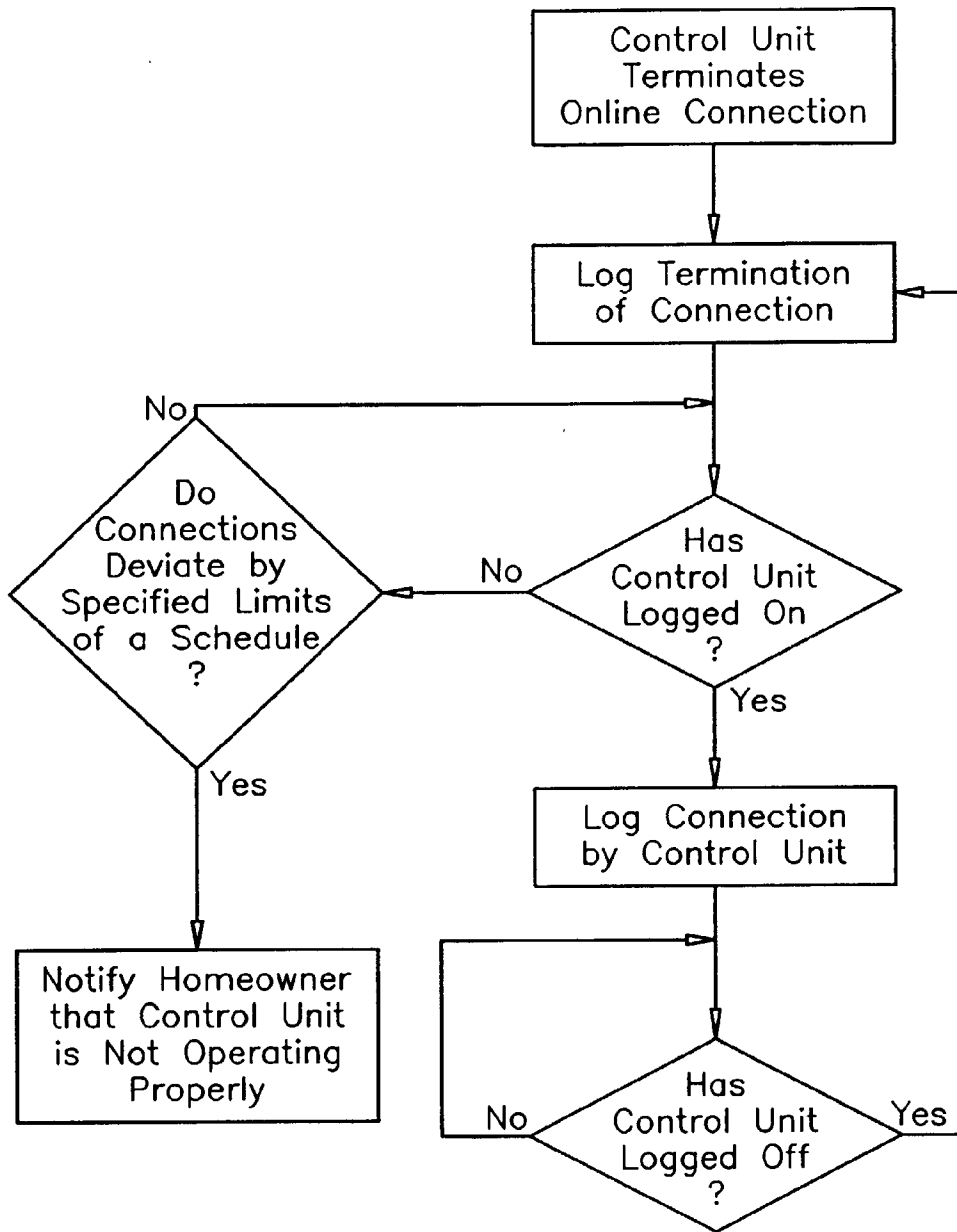 Control Unit
Terminates
Online Connection
Log Termination
of Connection
No
Do
Connections
Deviate by
Specified Limits
of a Schedule
?
No
Has
Control Unit
Logged On
?
Yes
Yes
Log Connection
by Control Unit
Notify Homeowner
that Control Unit
is Not Operating
Properly
No
Has
Control Unit
Logged Off
?
Yes